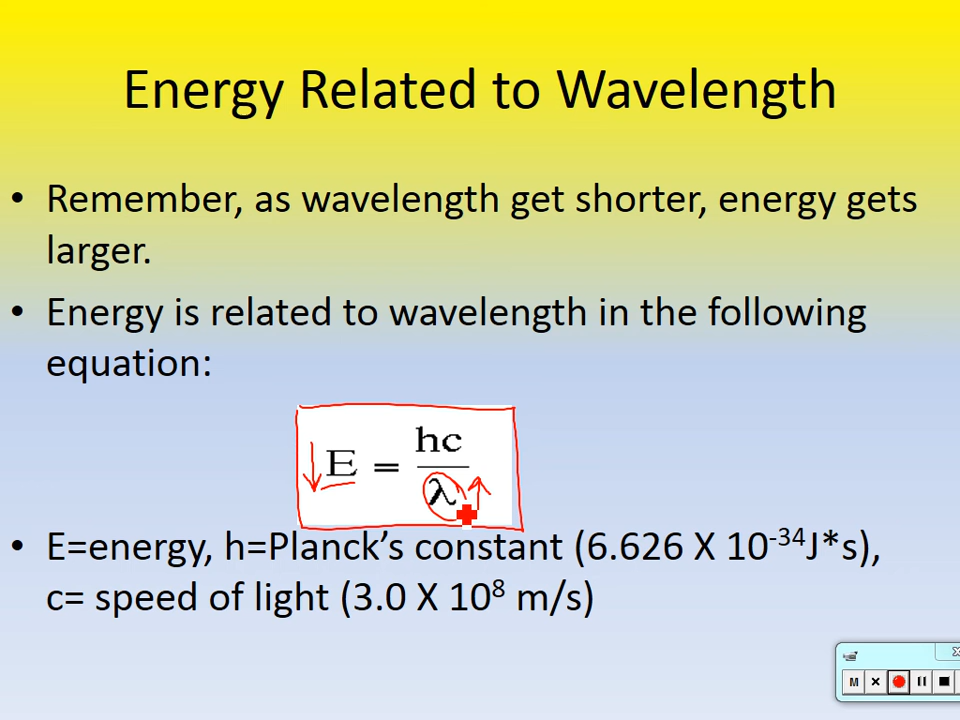 Energy Related to Wavelength
• Remember, as wavelength get shorter, energy gets
larger.
• Energy is related to wavelength in the following
equation:
↓ E = hc/λ ↑
• E=energy, h=Planck’s constant (6.626 X 10⁻³⁴J*s),
c= speed of light (3.0 X 10⁸ m/s)
M